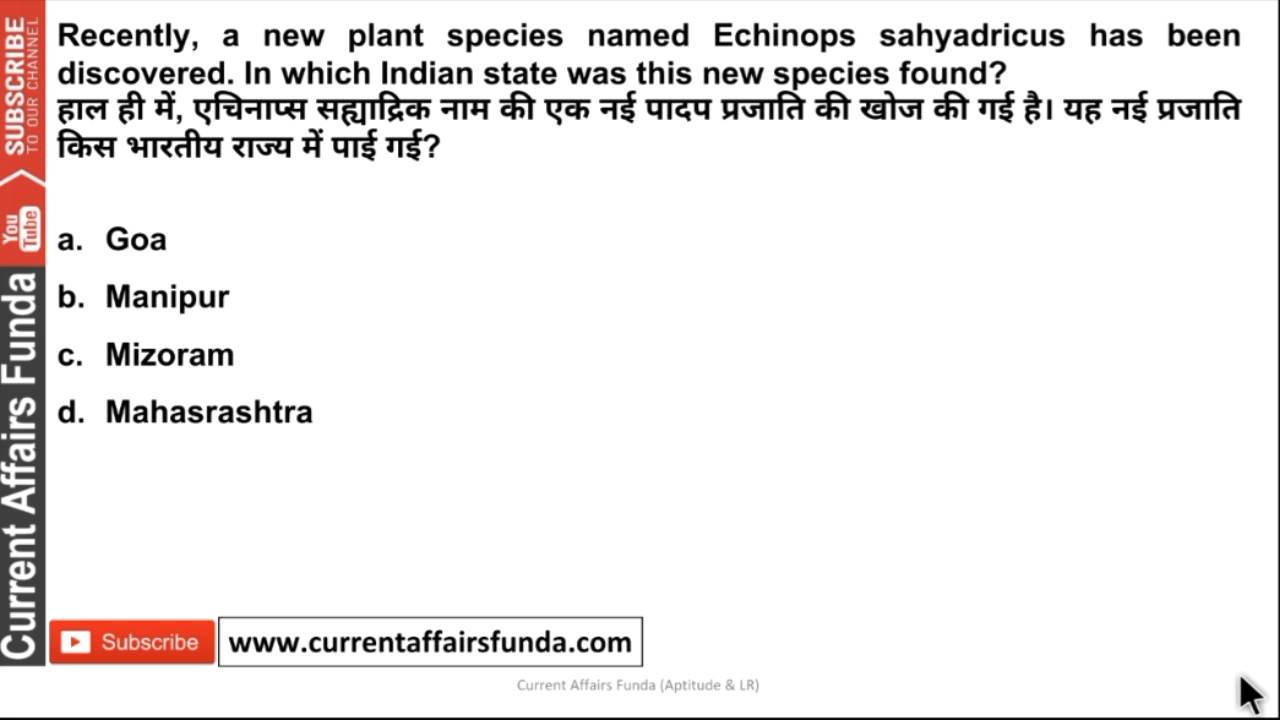 Recently, a new plant species named Echinops sahyadricus has been
discovered. In which Indian state was this new species found?
हाल ही में, एचिनाप्स सह्याद्रिक नाम की एक नई पादप प्रजाति की खोज की गई है। यह नई प्रजाति
किस भारतीय राज्य में पाई गई?
a. Goa
b. Manipur
c. Mizoram
d. Mahasrashtra
SUBSCRIBE
TO OUR CHANNEL
You
Tube
Current Affairs Funda
Subscribe
www.currentaffairsfunda.com
Current Affairs Funda (Aptitude & LR)